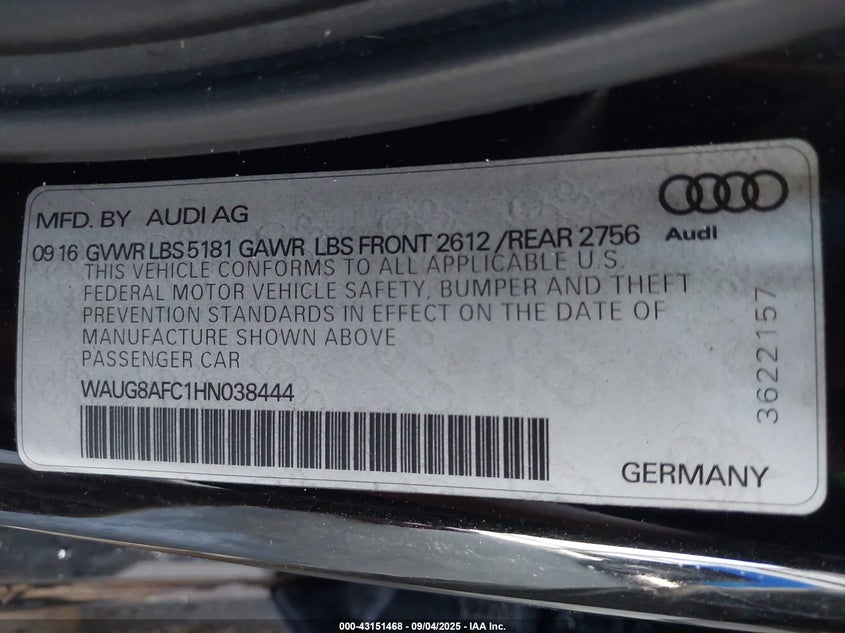 MFD. BY AUDI AG
Audi
09 16 GVWR LBS 5181 GAWR LBS FRONT 2612 /REAR 2756
THIS VEHICLE CONFORMS TO ALL APPLICABLE U.S.
FEDERAL MOTOR VEHICLE SAFETY, BUMPER AND THEFT
PREVENTION STANDARDS IN EFFECT ON THE DATE OF
MANUFACTURE SHOWN ABOVE
PASSENGER CAR
WAUG8AFC1HN038444
3622157
GERMANY
000-43151468 - 09/04/2025 - IAA Inc.